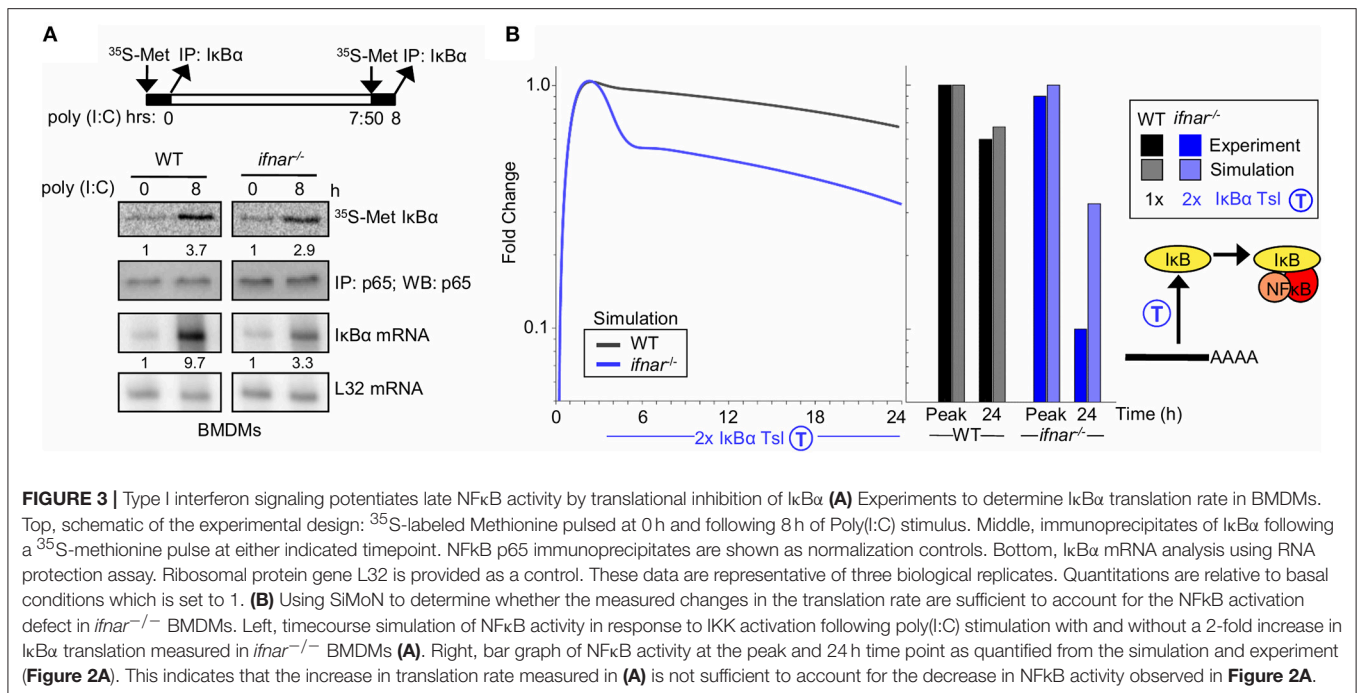 A
³⁵S-Met IP: IκBα
³⁵S-Met IP: IκBα
poly (I:C) hrs: 0 7:50 8
WT ifnar-/-
poly (I:C) 0 8 0 8 h
³⁵S-Met IκBα
1 3.7 1 2.9
IP: p65; WB: p65
IκBα mRNA
1 9.7 1 3.3
L32 mRNA
BMDMs
B
Fold Change
1.0
0.1
Simulation
WT
ifnar-/-
0 6 12 18 24
2x IκBα Tsl T
Peak 24 Peak 24 Time (h)
WT ifnar-/-
WT ifnar-/-
Experiment
Simulation
1x 2x IκBα Tsl T
IκB IκB
NFκB
T
AAAA
FIGURE 3 | Type I interferon signaling potentiates late NFκB activity by translational inhibition of IκBα (A) Experiments to determine IκBα translation rate in BMDMs.
Top, schematic of the experimental design: ³⁵S-labeled Methionine pulsed at 0 h and following 8 h of Poly(I:C) stimulus. Middle, immunoprecipitates of IκBα following
a ³⁵S-methionine pulse at either indicated timepoint. NFkB p65 immunoprecipitates are shown as normalization controls. Bottom, IκBα mRNA analysis using RNA
protection assay. Ribosomal protein gene L32 is provided as a control. These data are representative of three biological replicates. Quantitations are relative to basal
conditions which is set to 1. (B) Using SiMoN to determine whether the measured changes in the translation rate are sufficient to account for the NFkB activation
defect in ifnar−/− BMDMs. Left, timecourse simulation of NFκB activity in response to IKK activation following poly(I:C) stimulation with and without a 2-fold increase in
IκBα translation measured in ifnar−/− BMDMs (A). Right, bar graph of NFκB activity at the peak and 24 h time point as quantified from the simulation and experiment
(Figure 2A). This indicates that the increase in translation rate measured in (A) is not sufficient to account for the decrease in NFkB activity observed in Figure 2A.